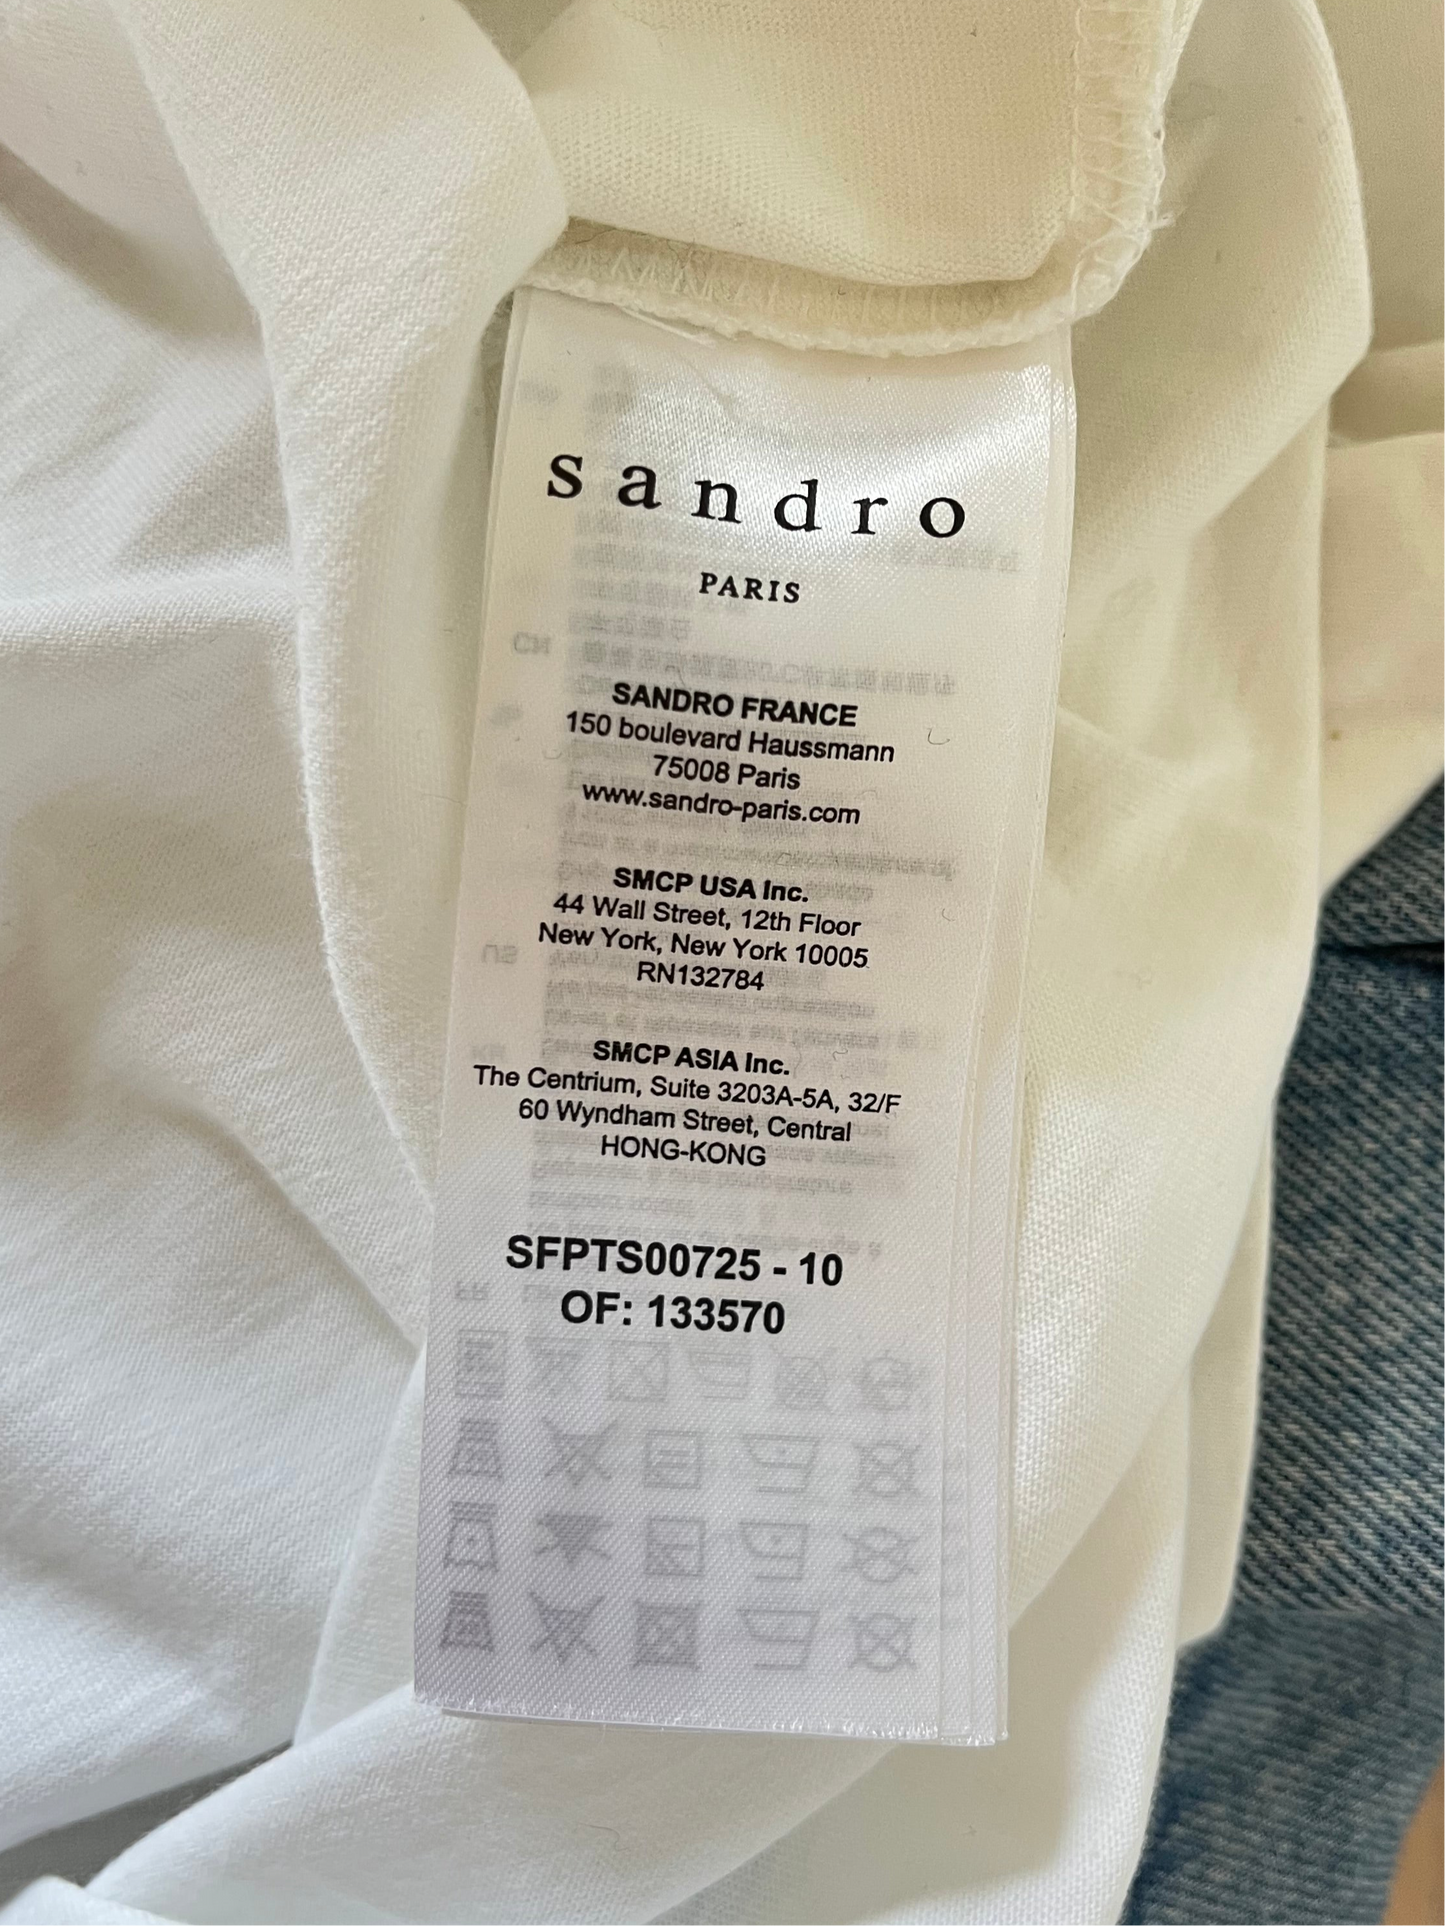 sandro
PARIS
SANDRO FRANCE
150 boulevard Haussmann
75008 Paris
www.sandro-paris.com
SMCP USA Inc.
44 Wall Street, 12th Floor
New York, New York 10005
RN132784
SMCP ASIA Inc.
The Centrium, Suite 3203A-5A, 32/F
60 Wyndham Street, Central
HONG-KONG
SFPTS00725 - 10
OF: 133570